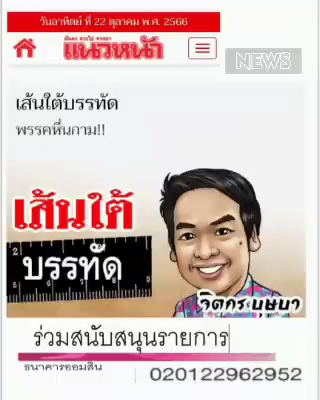 วันอาทิตย์ ที่ 22 ตุลาคม พ.ศ. 2566
แนวหน้า
NEWS
เส้นใต้บรรทัด
พรรคหื่นกาม!!
เส้นใต้
บรรทัด
จิตกร บุษบา
ร่วมสนับสนุนรายการ
ธนาคารออมสิน
020122962952